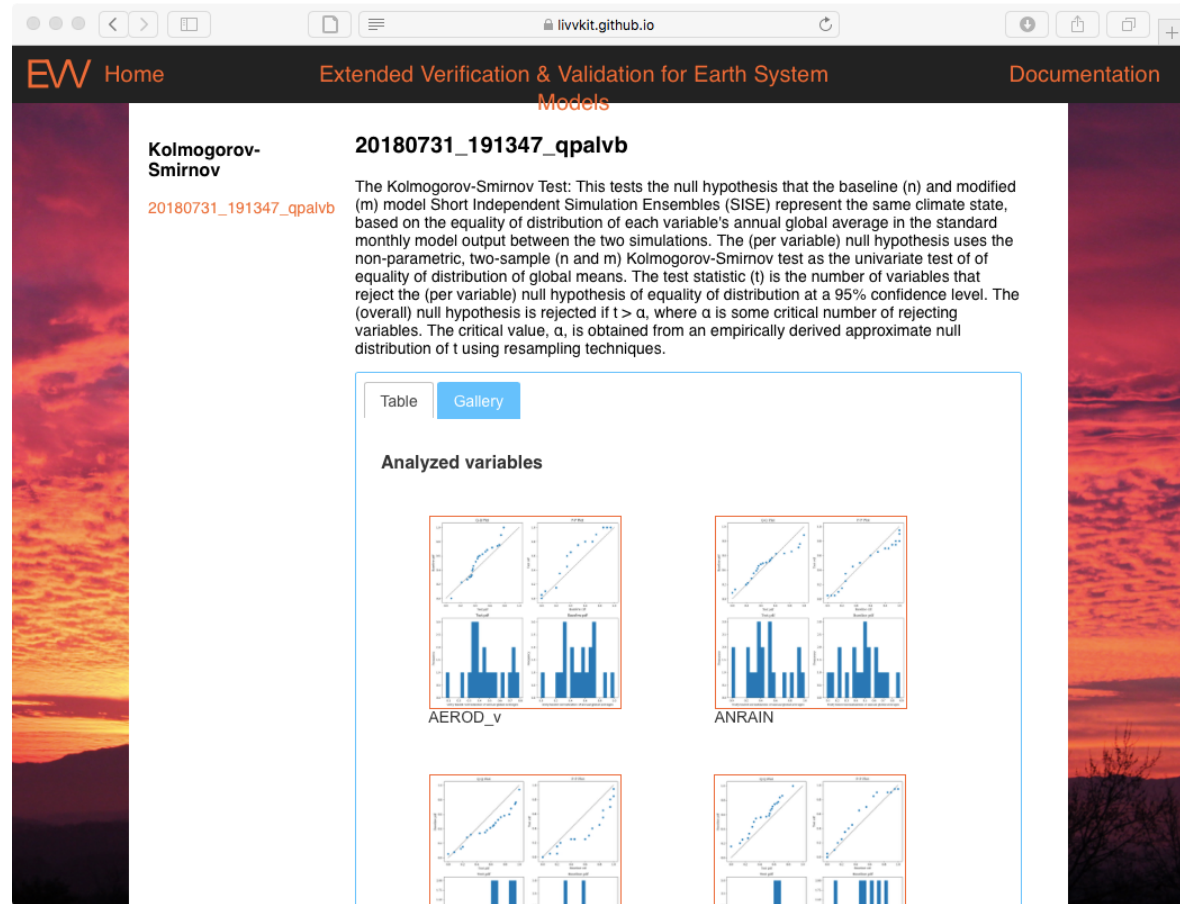 livvkit.github.io
EVV Home
Extended Verification & Validation for Earth System
Models
Documentation
Kolmogorov-
Smirnov
20180731_191347_qpalvb
20180731_191347_qpalvb
The Kolmogorov-Smirnov Test: This tests the null hypothesis that the baseline (n) and modified
(m) model Short Independent Simulation Ensembles (SISE) represent the same climate state,
based on the equality of distribution of each variable's annual global average in the standard
monthly model output between the two simulations. The (per variable) null hypothesis uses the
non-parametric, two-sample (n and m) Kolmogorov-Smirnov test as the univariate test of of
equality of distribution of global means. The test statistic (t) is the number of variables that
reject the (per variable) null hypothesis of equality of distribution at a 95% confidence level. The
(overall) null hypothesis is rejected if t > α, where α is some critical number of rejecting
variables. The critical value, α, is obtained from an empirically derived approximate null
distribution of t using resampling techniques.
Table
Gallery
Analyzed variables
AEROD_v
ANRAIN